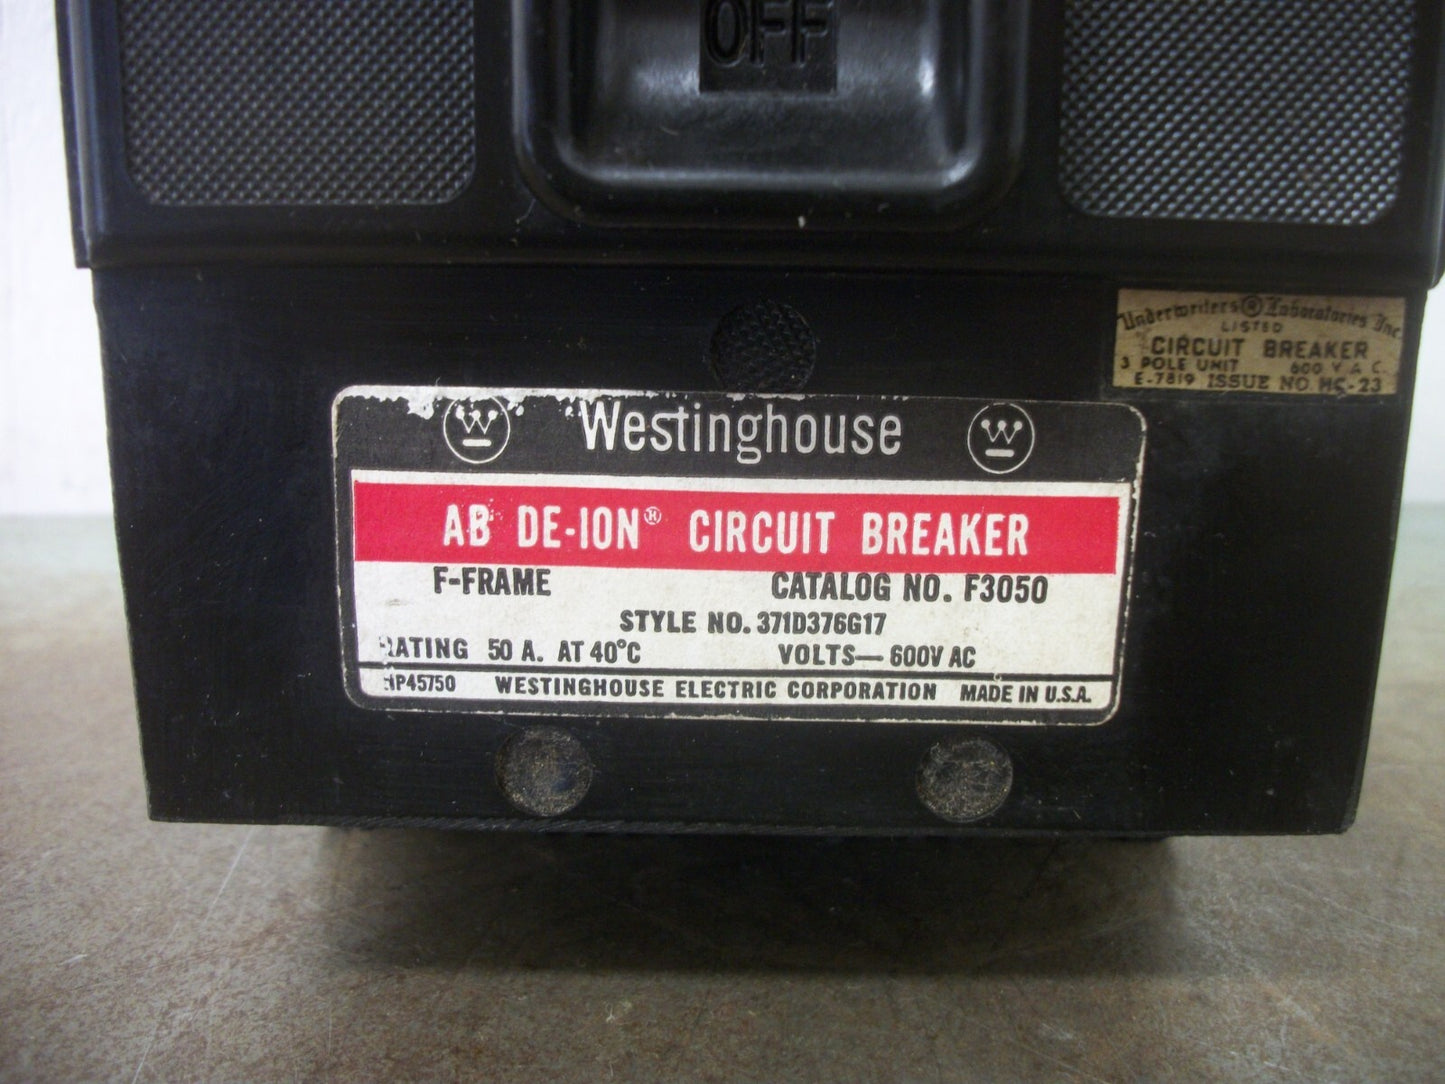 OFF
Underwriters Laboratories Inc.
LISTED
CIRCUIT BREAKER
3 POLE UNIT 600 V A C.
E-7819 ISSUE NO. HC-23
Westinghouse
AB DE-ION® CIRCUIT BREAKER
F-FRAME CATALOG NO. F3050
STYLE NO. 371D376G17
RATING 50 A. AT 40°C VOLTS—600V AC
NP45750 WESTINGHOUSE ELECTRIC CORPORATION MADE IN U.S.A.